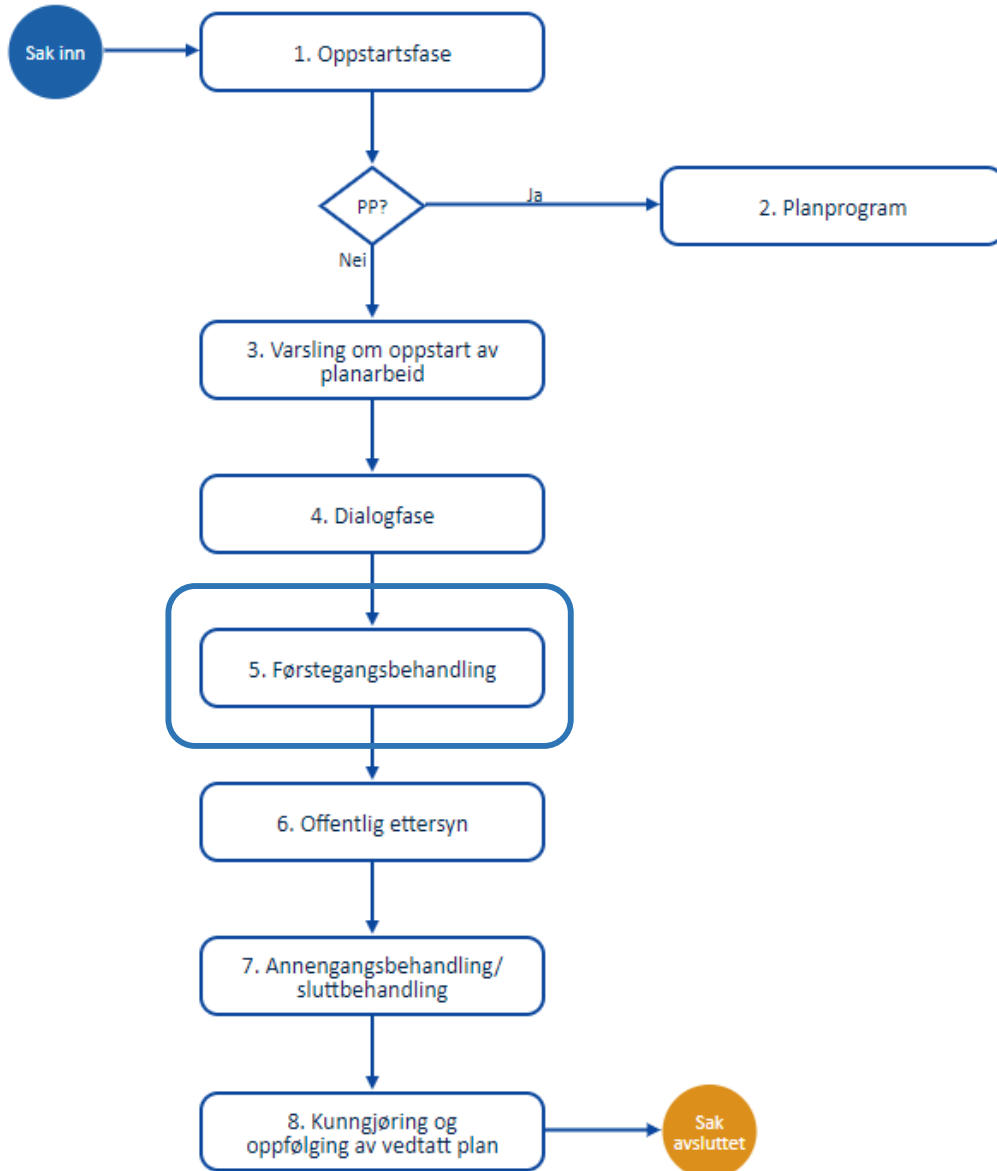 Sak inn
1. Oppstartsfase
PP?
Ja
2. Planprogram
Nei
3. Varsling om oppstart av
planarbeid
4. Dialogfase
5. Førstegangsbehandling
6. Offentlig ettersyn
7. Annengangsbehandling/
sluttbehandling
8. Kunngjøring og
oppfølging av vedtatt plan
Sak
avsluttet